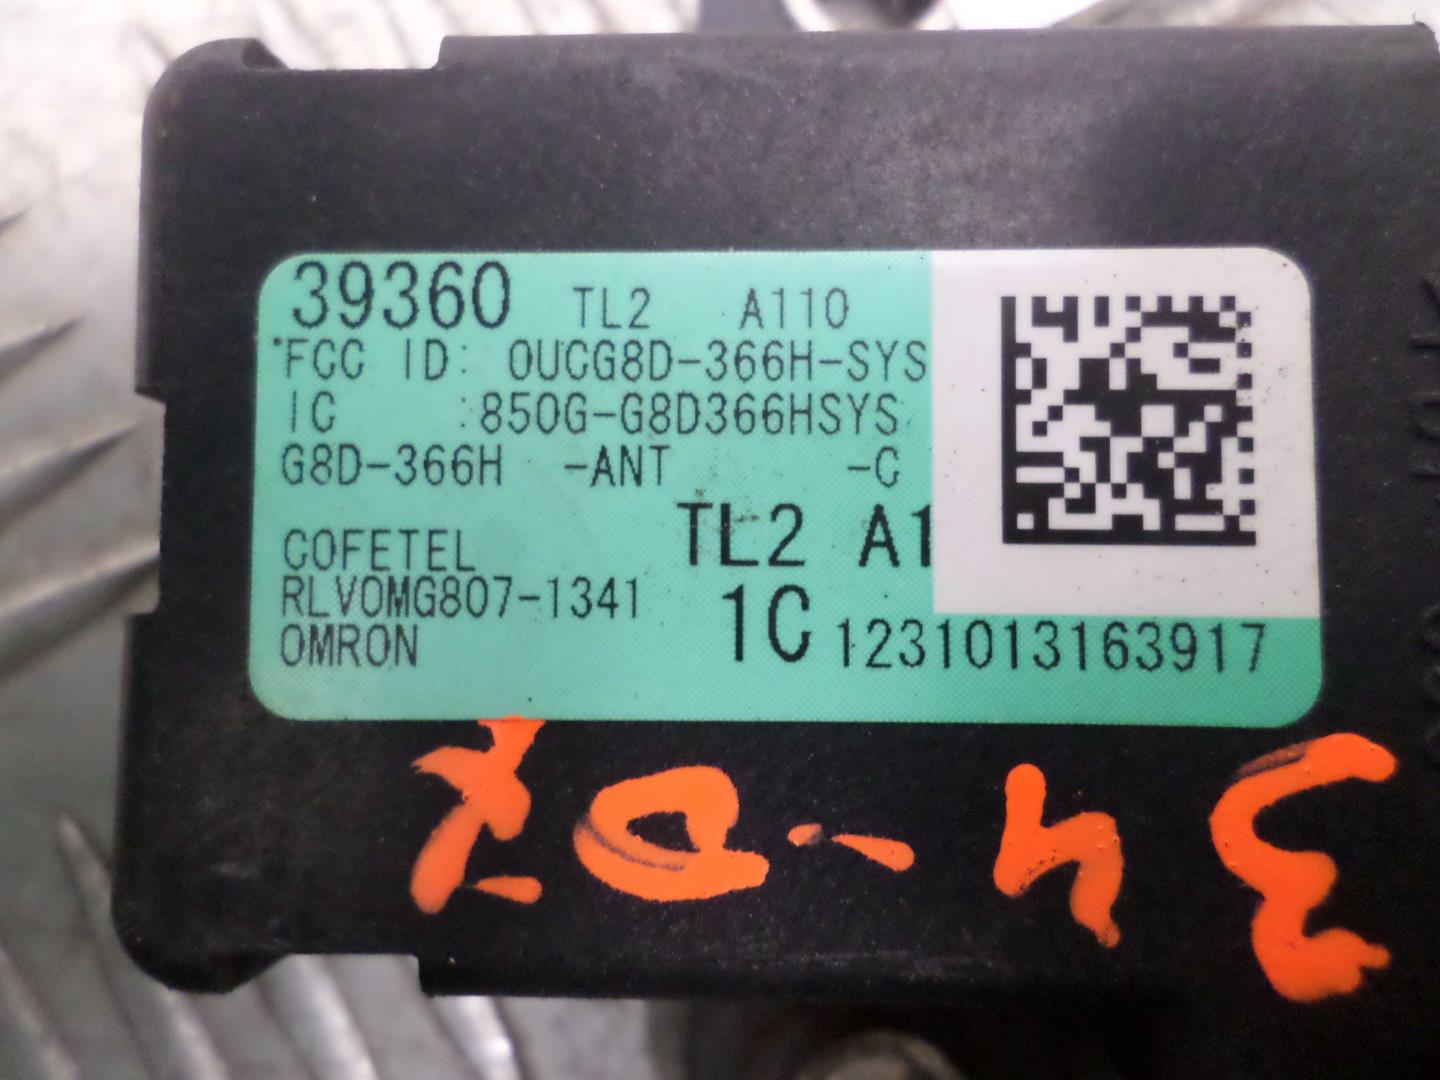 39360 TL2 A110
FCC ID: OUCG8D-366H-SYS
IC :850G-G8D366HSYS
G8D-366H -ANT -C
TL2 A1
COFETEL
RLVOMG807-1341
1C 1231013163917
OMRON